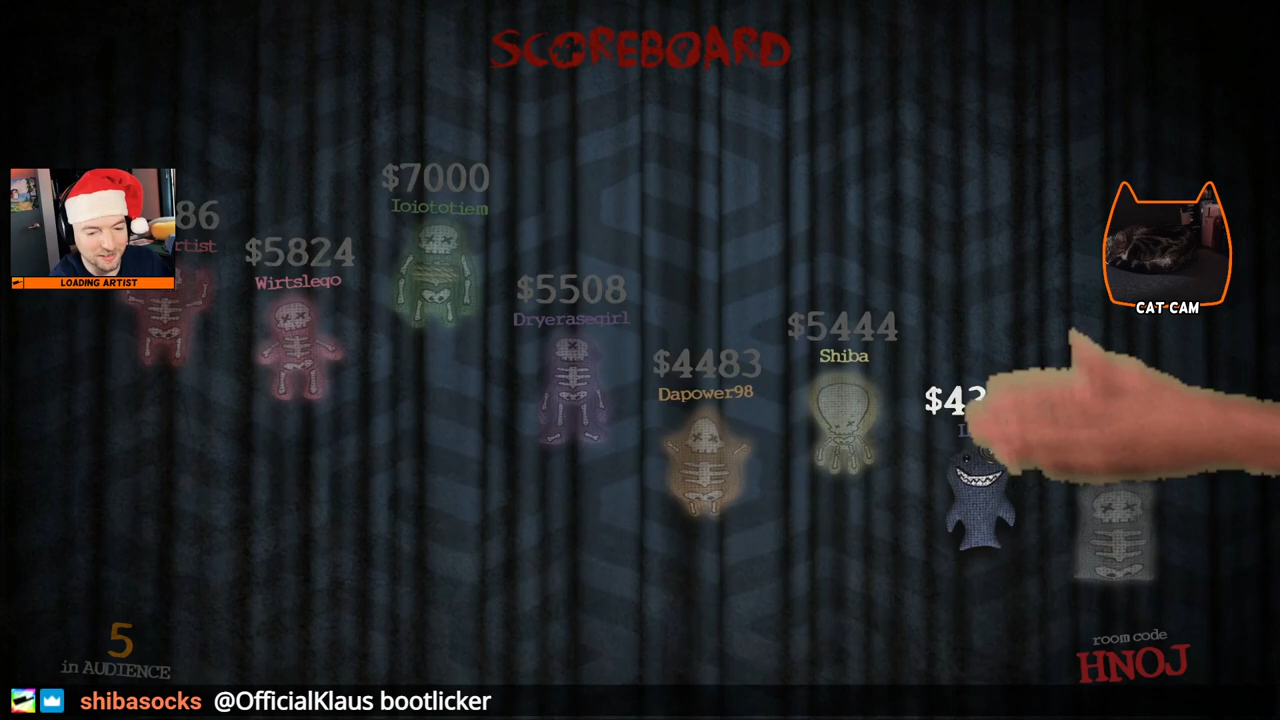 SCOREBOARD
$7000
Ioiototiem
86
rtist
$5824
Wirtsleqo
LOADING ARTIST
$5508
Dryerasegirl
$5444
Shiba
$4483
Dapower98
CAT CAM
5
in AUDIENCE
room code
HNOJ
shibasocks @OfficialKlaus bootlicker